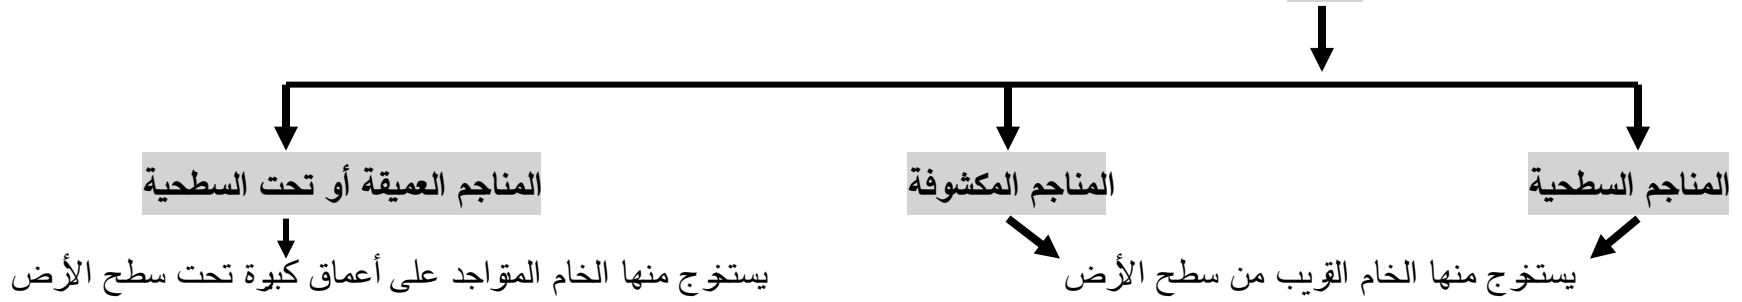 المناجم السطحية
المناجم المكشوفة
المناجم العميقة أو تحت السطحية
يستخرج منها الخام القريب من سطح الأرض
يستخرج منها الخام المتواجد على أعماق كبيرة تحت سطح الأرض